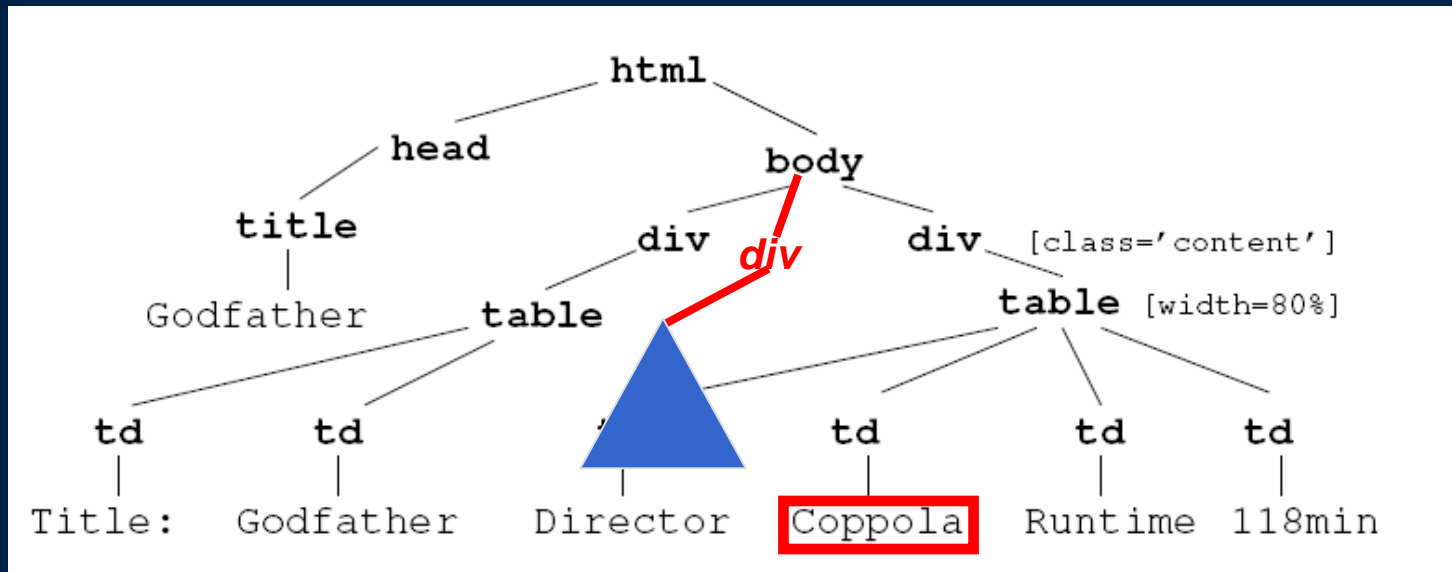 html
head
body
title
div
div
div [class='content']
Godfather
table
table [width=80%]
td
td
td
td
td
Title:
Godfather
Director
Coppola
Runtime
118min